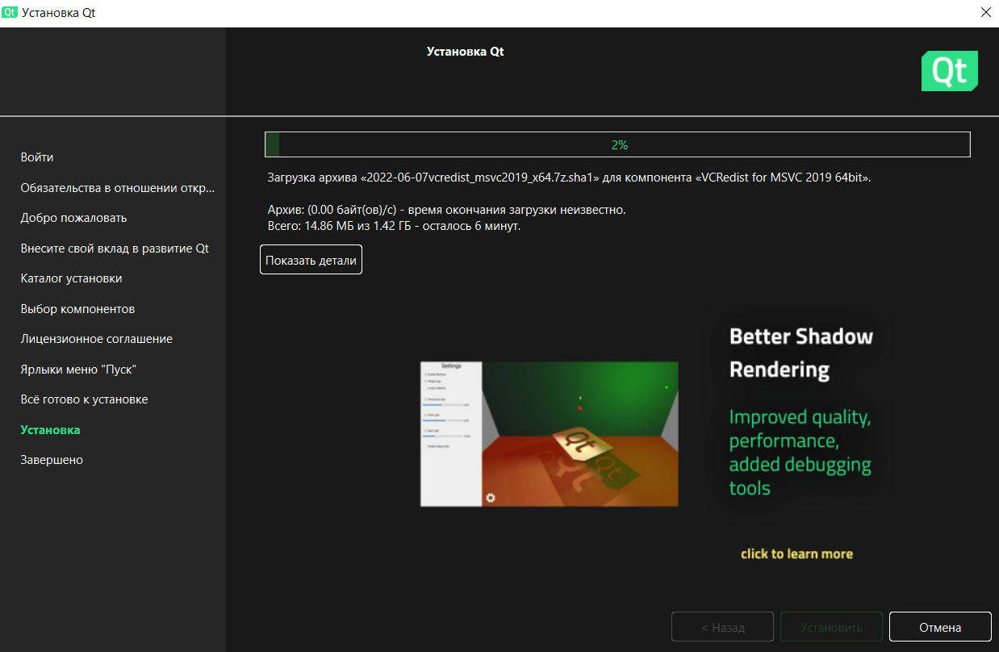 Qt Установка Qt
Установка Qt
Qt
Войти
Обязательства в отношении откр...
Добро пожаловать
Внесите свой вклад в развитие Qt
Каталог установки
Выбор компонентов
Лицензионное соглашение
Ярлыки меню "Пуск"
Всё готово к установке
Установка
Завершено
2%
Загрузка архива «2022-06-07vcredist_msvc2019_x64.7z.sha1» для компонента «VCRedist for MSVC 2019 64bit».
Архив: (0.00 байт(ов)/с) - время окончания загрузки неизвестно.
Всего: 14.86 МБ из 1.42 ГБ - осталось 6 минут.
Показать детали
Settings
Qt
Qt
Better Shadow
Rendering
Improved quality,
performance,
added debugging
tools
click to learn more
< Назад
Установить
Отмена